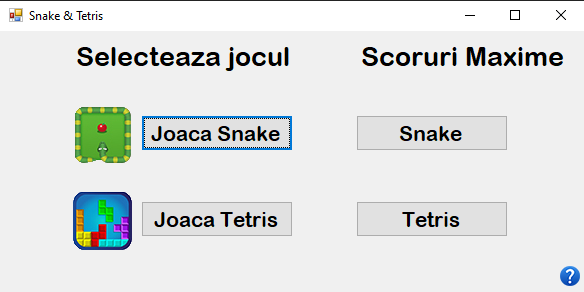 Snake & Tetris
Selecteaza jocul
Scoruri Maxime
Joaca Snake
Snake
Joaca Tetris
Tetris
?